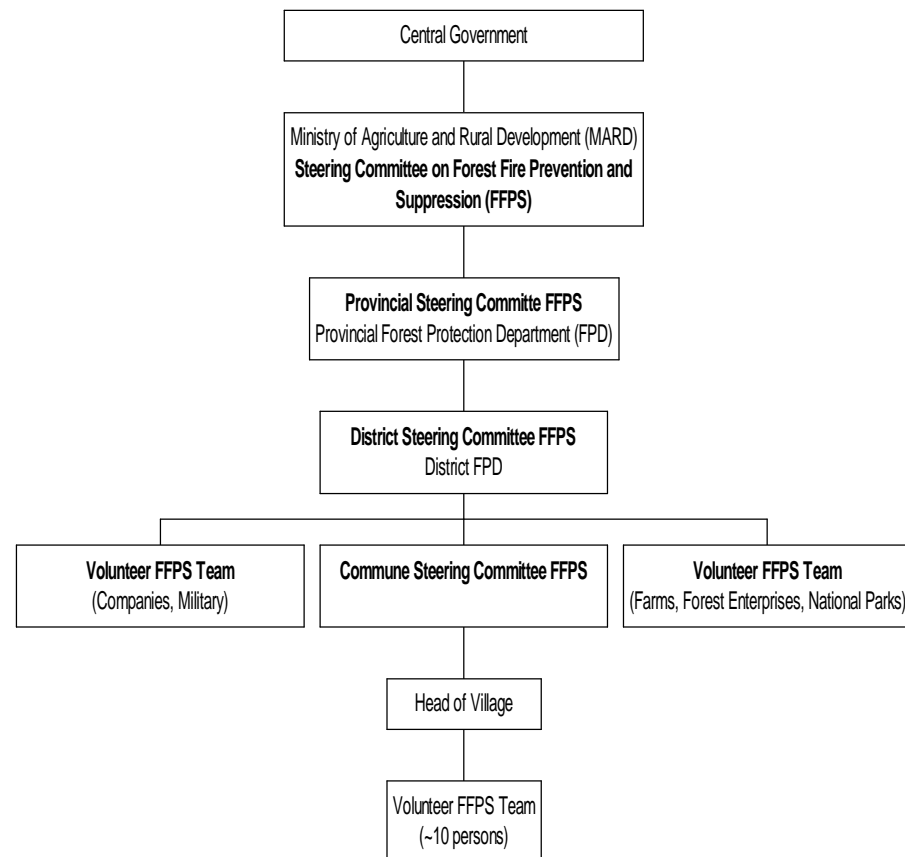 Central Government
Ministry of Agriculture and Rural Development (MARD)
Steering Committee on Forest Fire Prevention and
Suppression (FFPS)
Provincial Steering Committe FFPS
Provincial Forest Protection Department (FPD)
District Steering Committee FFPS
District FPD
Volunteer FFPS Team
(Companies, Military)
Commune Steering Committee FFPS
Volunteer FFPS Team
(Farms, Forest Enterprises, National Parks)
Head of Village
Volunteer FFPS Team
(~10 persons)